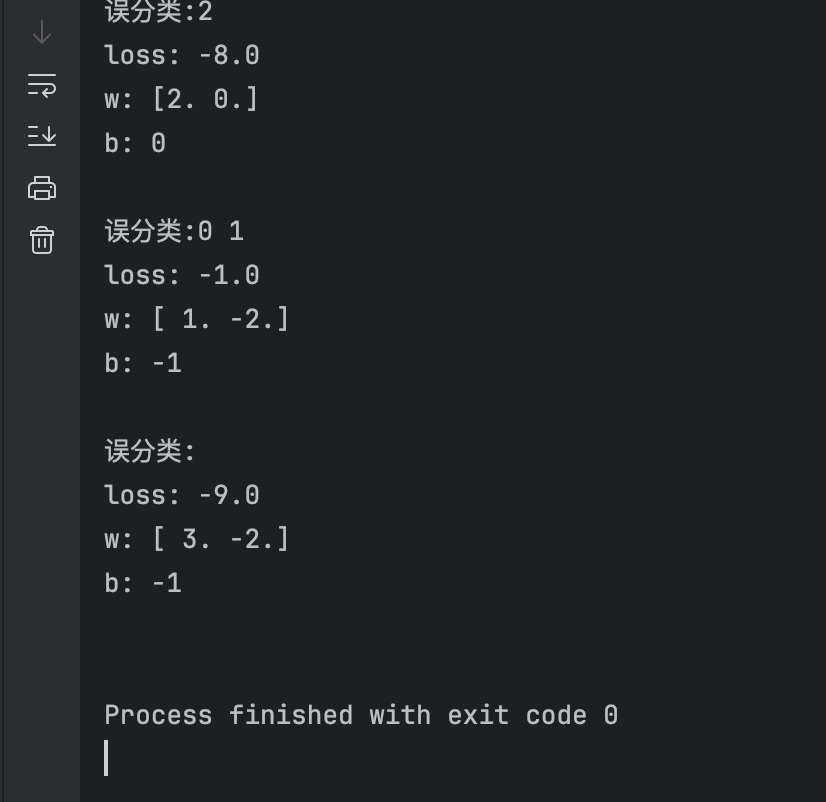 误分类:2
loss: -8.0
w: [2. 0.]
b: 0
误分类:0 1
loss: -1.0
w: [ 1. -2.]
b: -1
误分类:
loss: -9.0
w: [ 3. -2.]
b: -1
Process finished with exit code 0